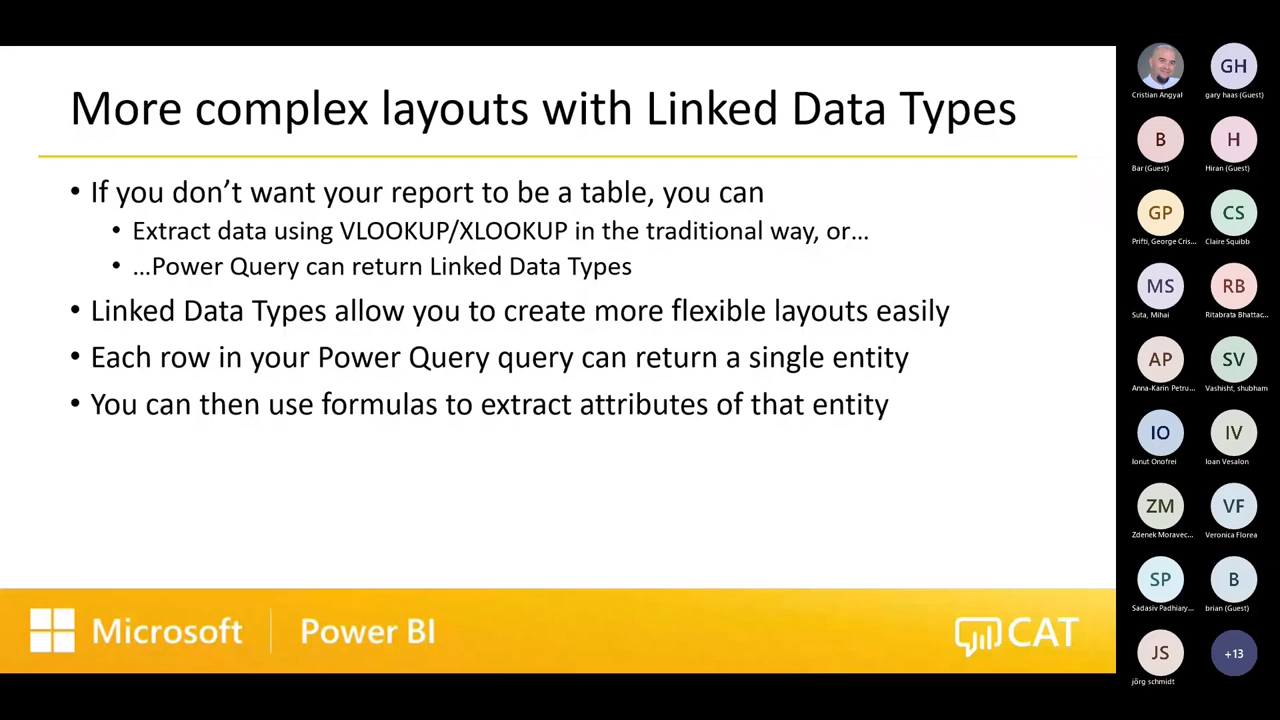 More complex layouts with Linked Data Types
• If you don’t want your report to be a table, you can
• Extract data using VLOOKUP/XLOOKUP in the traditional way, or…
• …Power Query can return Linked Data Types
• Linked Data Types allow you to create more flexible layouts easily
• Each row in your Power Query query can return a single entity
• You can then use formulas to extract attributes of that entity
Microsoft | Power BI
CAT
GH
Cristian Angyal
gary haas (Guest)
B
H
Bar (Guest)
Hiran (Guest)
GP
CS
Prifti, George Cris...
Claire Squibb
MS
RB
Suta, Mihai
Ritabrata Bhattac...
AP
SV
Anna-Karin Petru...
Vashisht, shubham
IO
IV
Ionut Onofrei
Ioan Vesalon
ZM
VF
Zdenek Moravec...
Veronica Florea
SP
B
Sadasiv Padhiary...
brian (Guest)
JS
+13
jörg schmidt